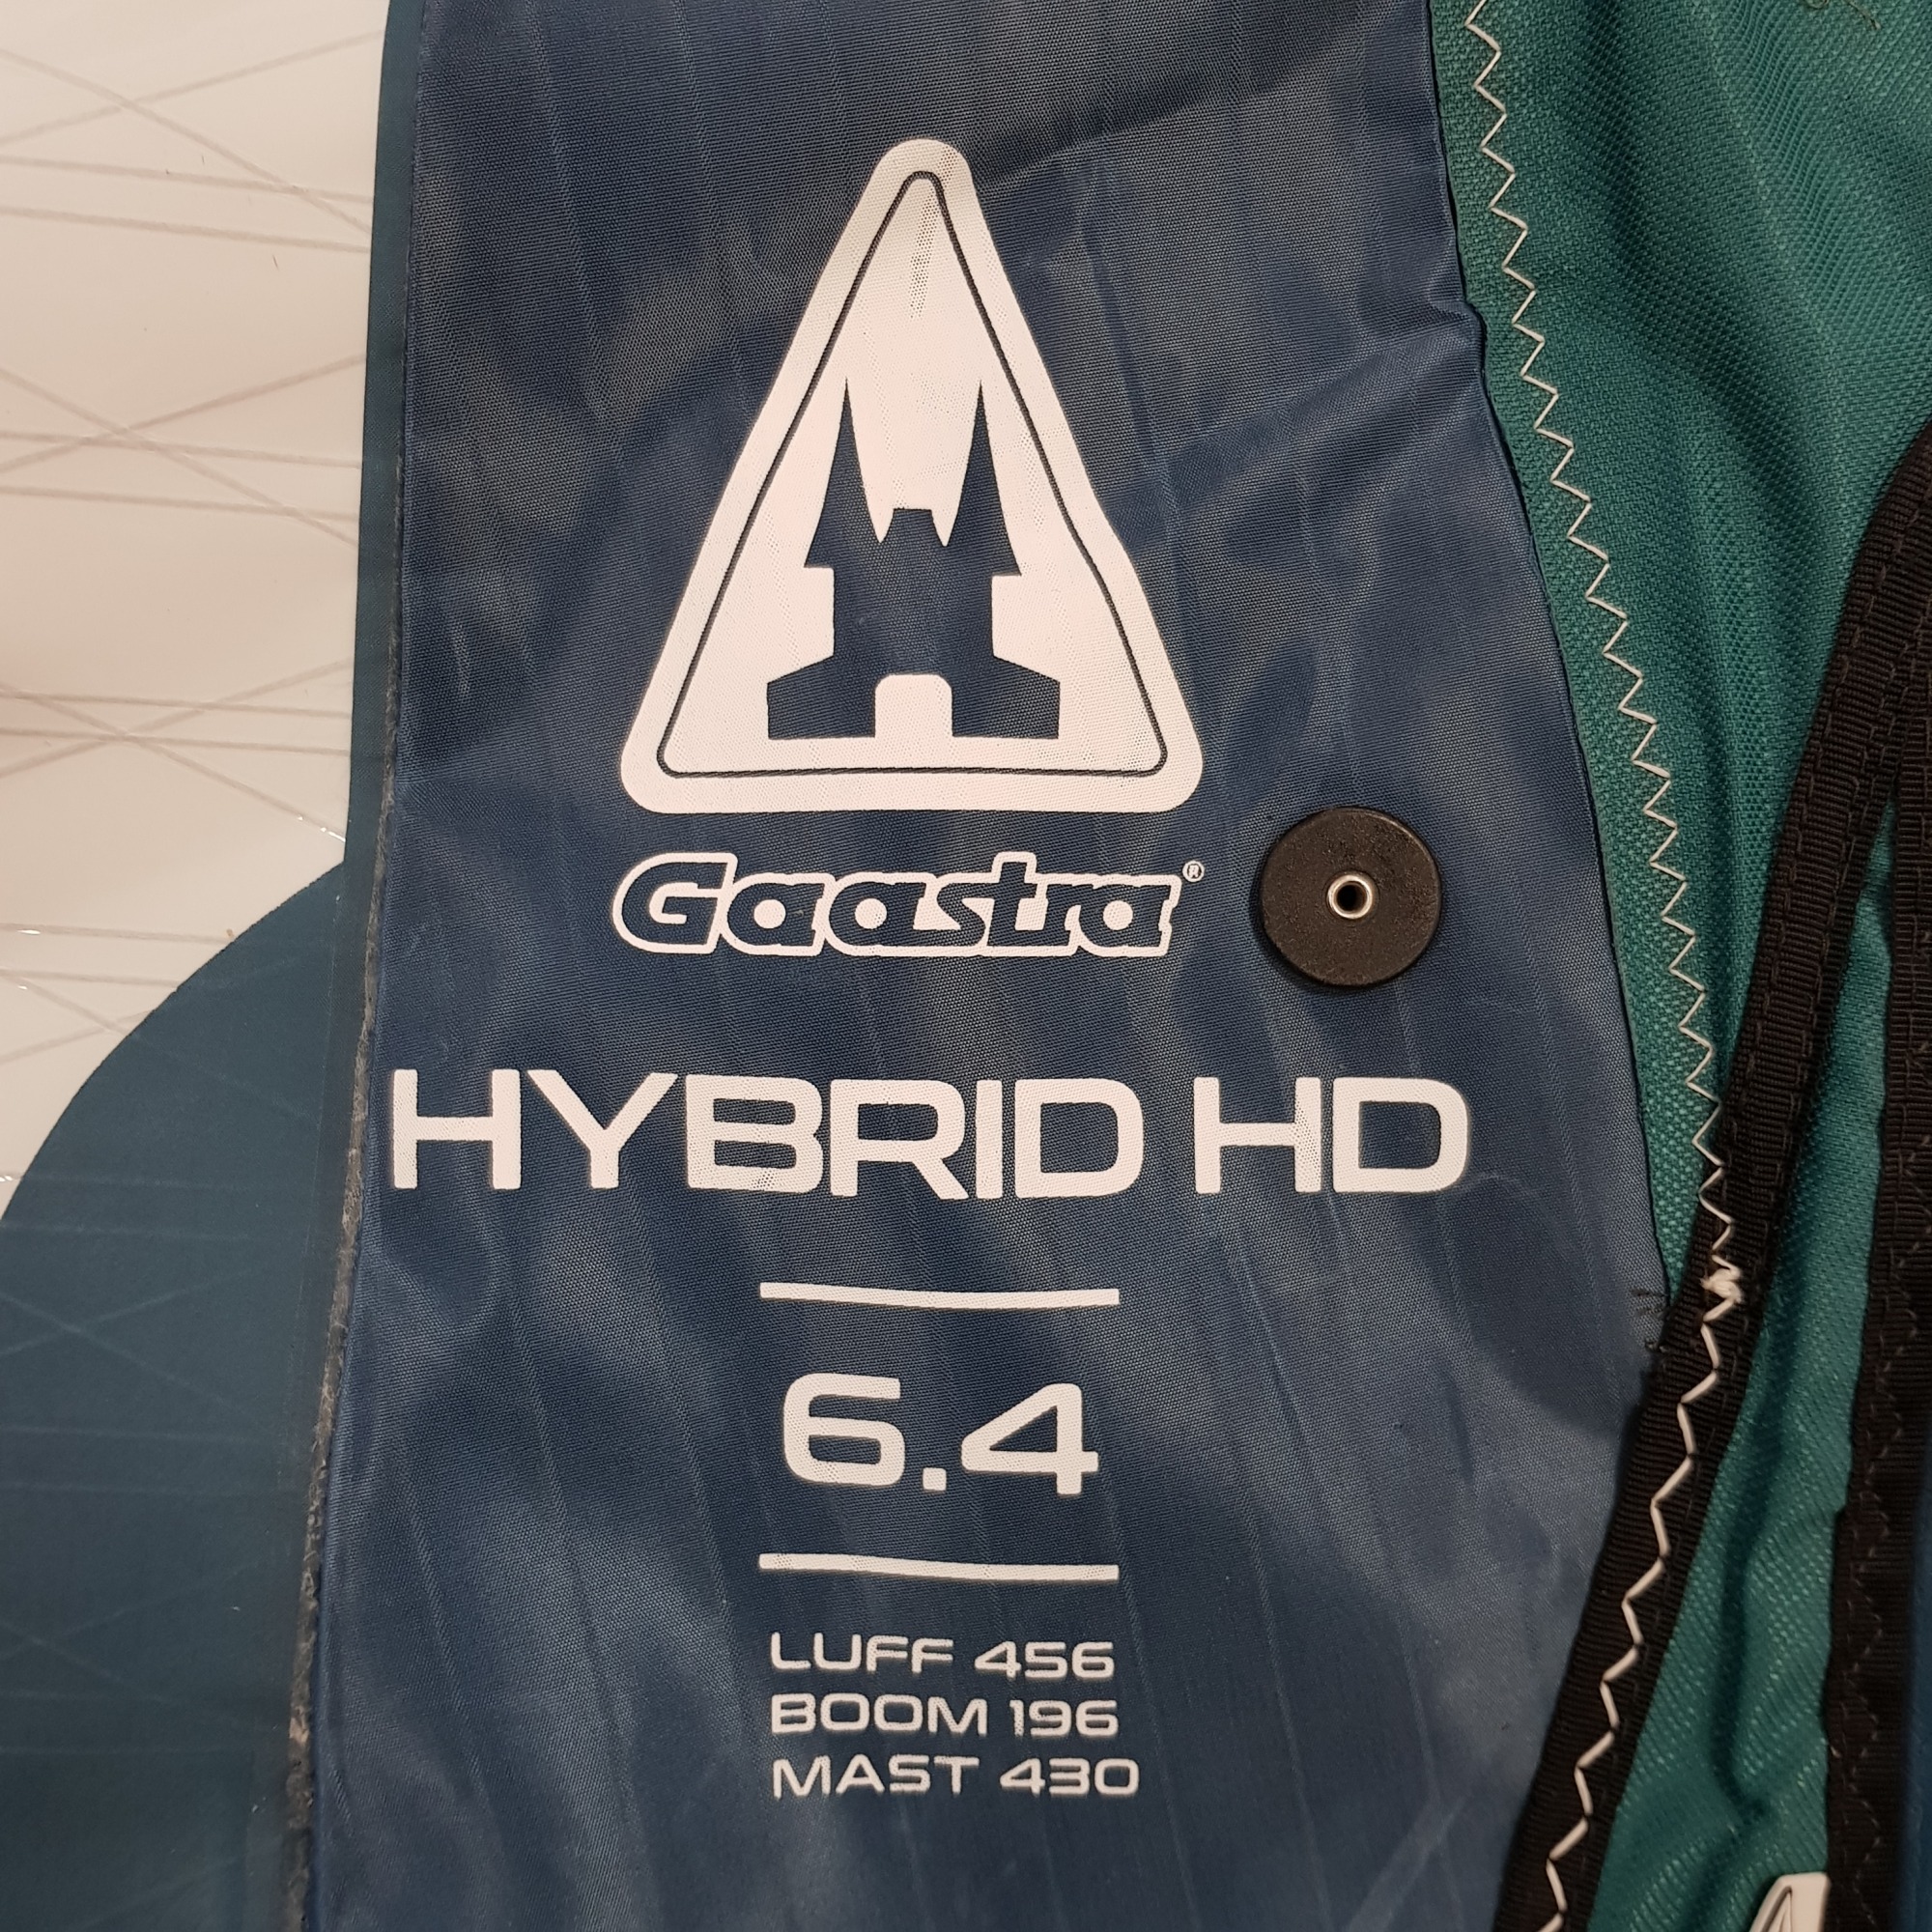 Gaastra®
HYBRID HD
6.4
LUFF 456
BOOM 196
MAST 430